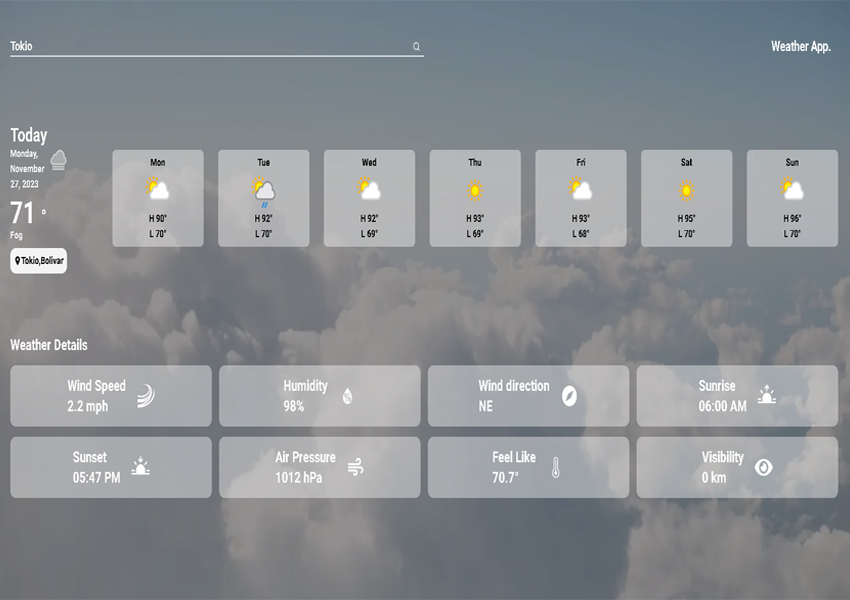 Tokio
Weather App.
Today
Monday,
November
27, 2023
71 °
Fog
Tokio,Bolivar
Mon
H 90°
L 70°
Tue
H 92°
L 70°
Wed
H 92°
L 69°
Thu
H 93°
L 69°
Fri
H 93°
L 68°
Sat
H 95°
L 70°
Sun
H 96°
L 70°
Weather Details
Wind Speed
2.2 mph
Humidity
98%
Wind direction
NE
Sunrise
06:00 AM
Sunset
05:47 PM
Air Pressure
1012 hPa
Feel Like
70.7°
Visibility
0 km